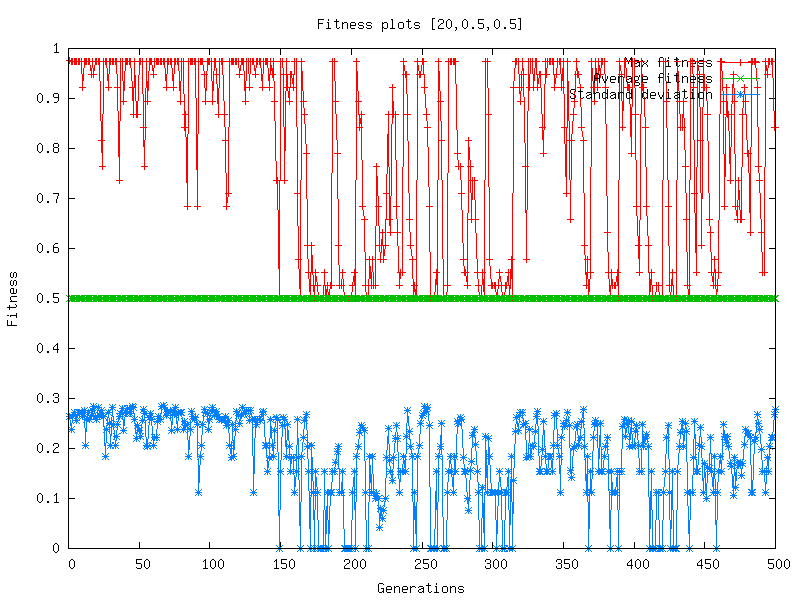 Fitness plots [20,0.5,0.5]
1
Max fitness
Average fitness
Standard deviation
0.9
0.8
0.7
0.6
0.5
0.4
0.3
0.2
0.1
0
Fitness
0 50 100 150 200 250 300 350 400 450 500
Generations